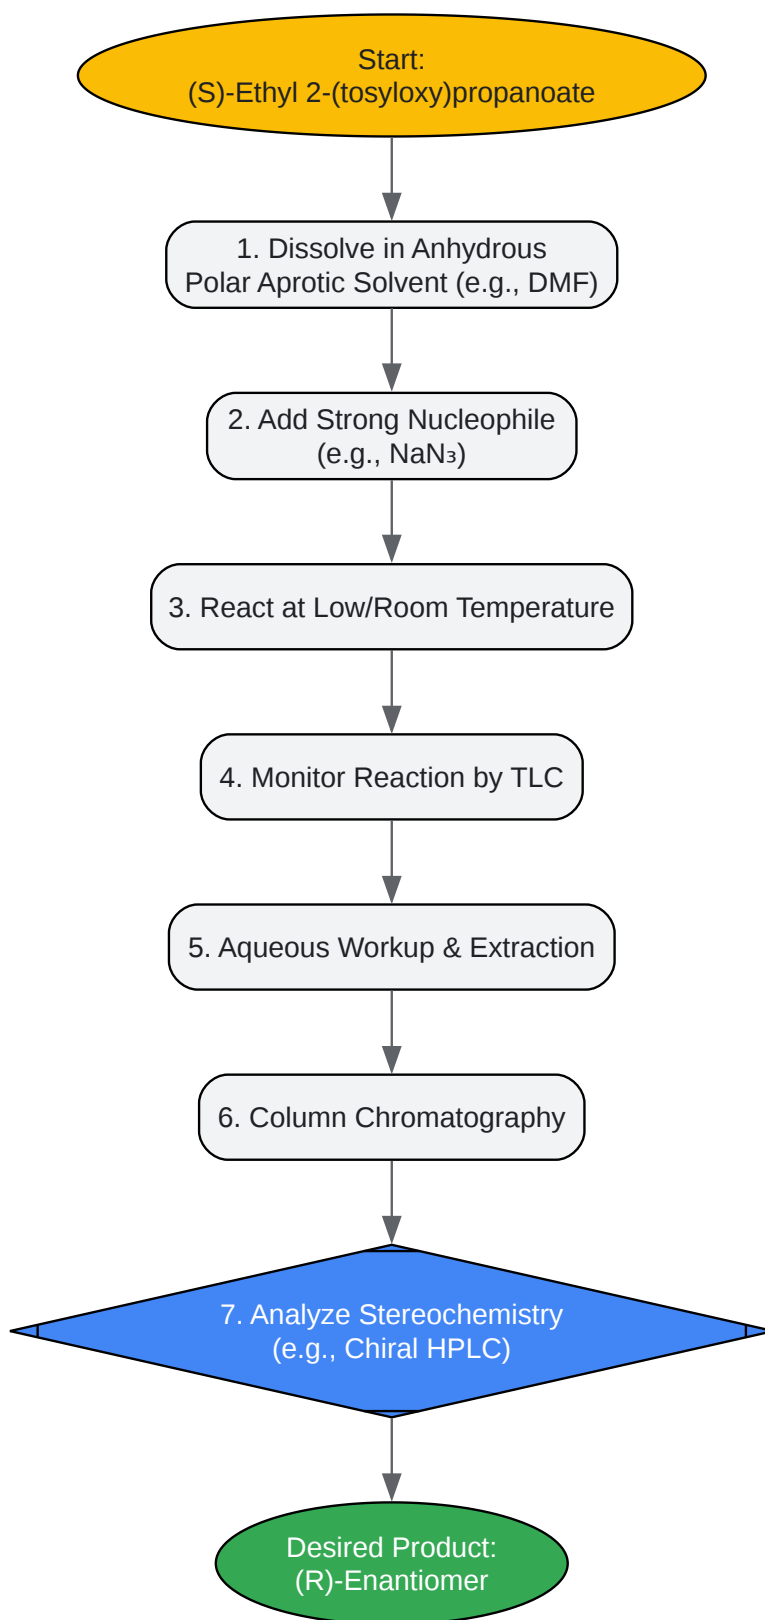 Start:
(S)-Ethyl 2-(tosyloxy)propanoate
1. Dissolve in Anhydrous
Polar Aprotic Solvent (e.g., DMF)
2. Add Strong Nucleophile
(e.g., NaN₃)
3. React at Low/Room Temperature
4. Monitor Reaction by TLC
5. Aqueous Workup & Extraction
6. Column Chromatography
7. Analyze Stereochemistry
(e.g., Chiral HPLC)
Desired Product:
(R)-Enantiomer